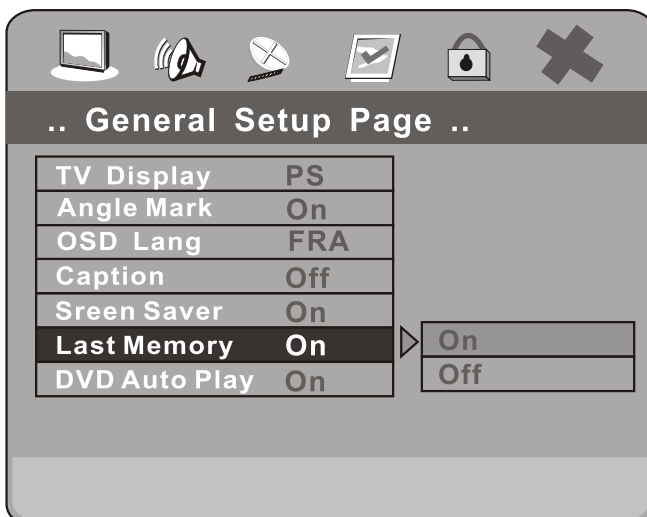 .. General Setup Page ..
TV Display PS
Angle Mark On
OSD Lang FRA
Caption Off
Sreen Saver On
Last Memory On On
DVD Auto Play On Off